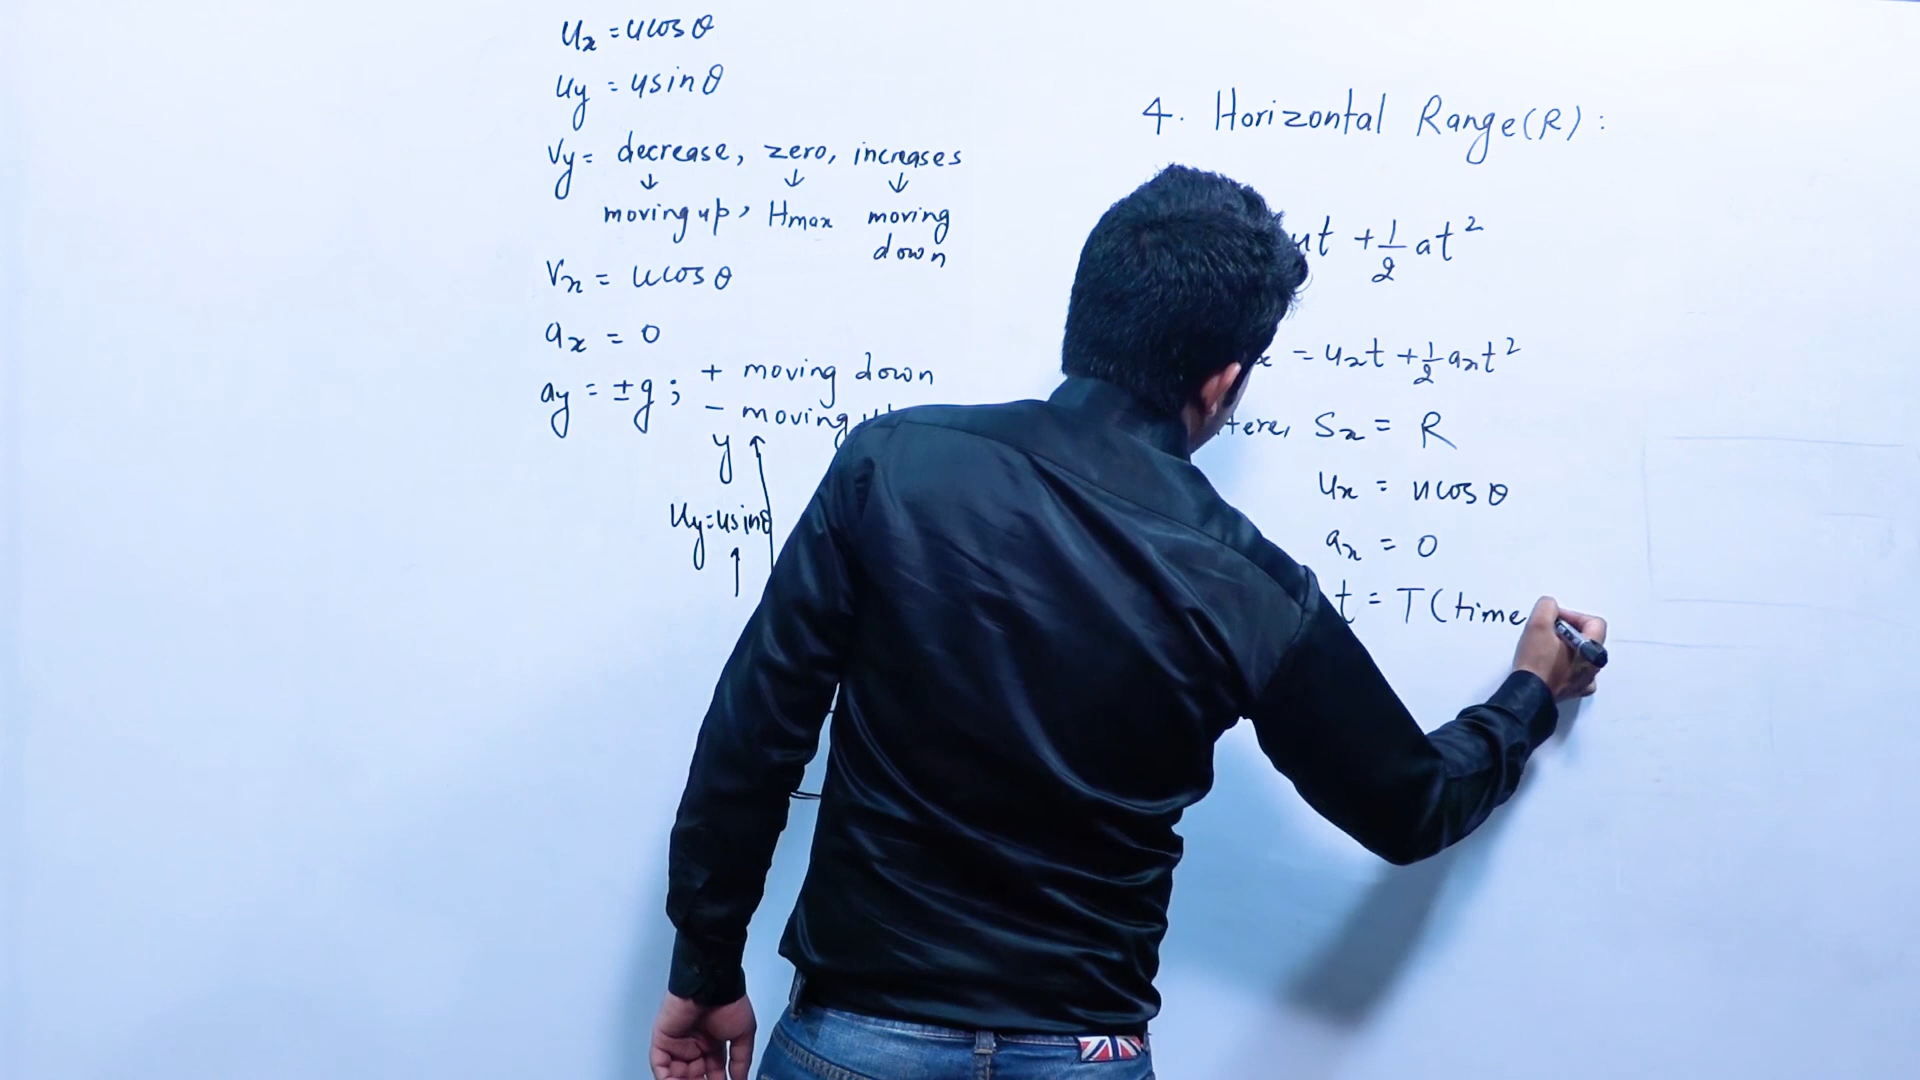 uₓ = ucosθ
uy = usinθ
Vy = decrease, zero, increases
↓ ↓ ↓
moving up, Hmax moving
down
Vₓ = ucosθ
aₓ = 0
ay = ±g ; + moving down
− moving
y
uy = usinθ
4. Horizontal Range(R) :
ut + 1/2 at²
x = uₓt + 1/2 aₓt²
Sₓ = R
uₓ = ucosθ
aₓ = 0
t = T(time